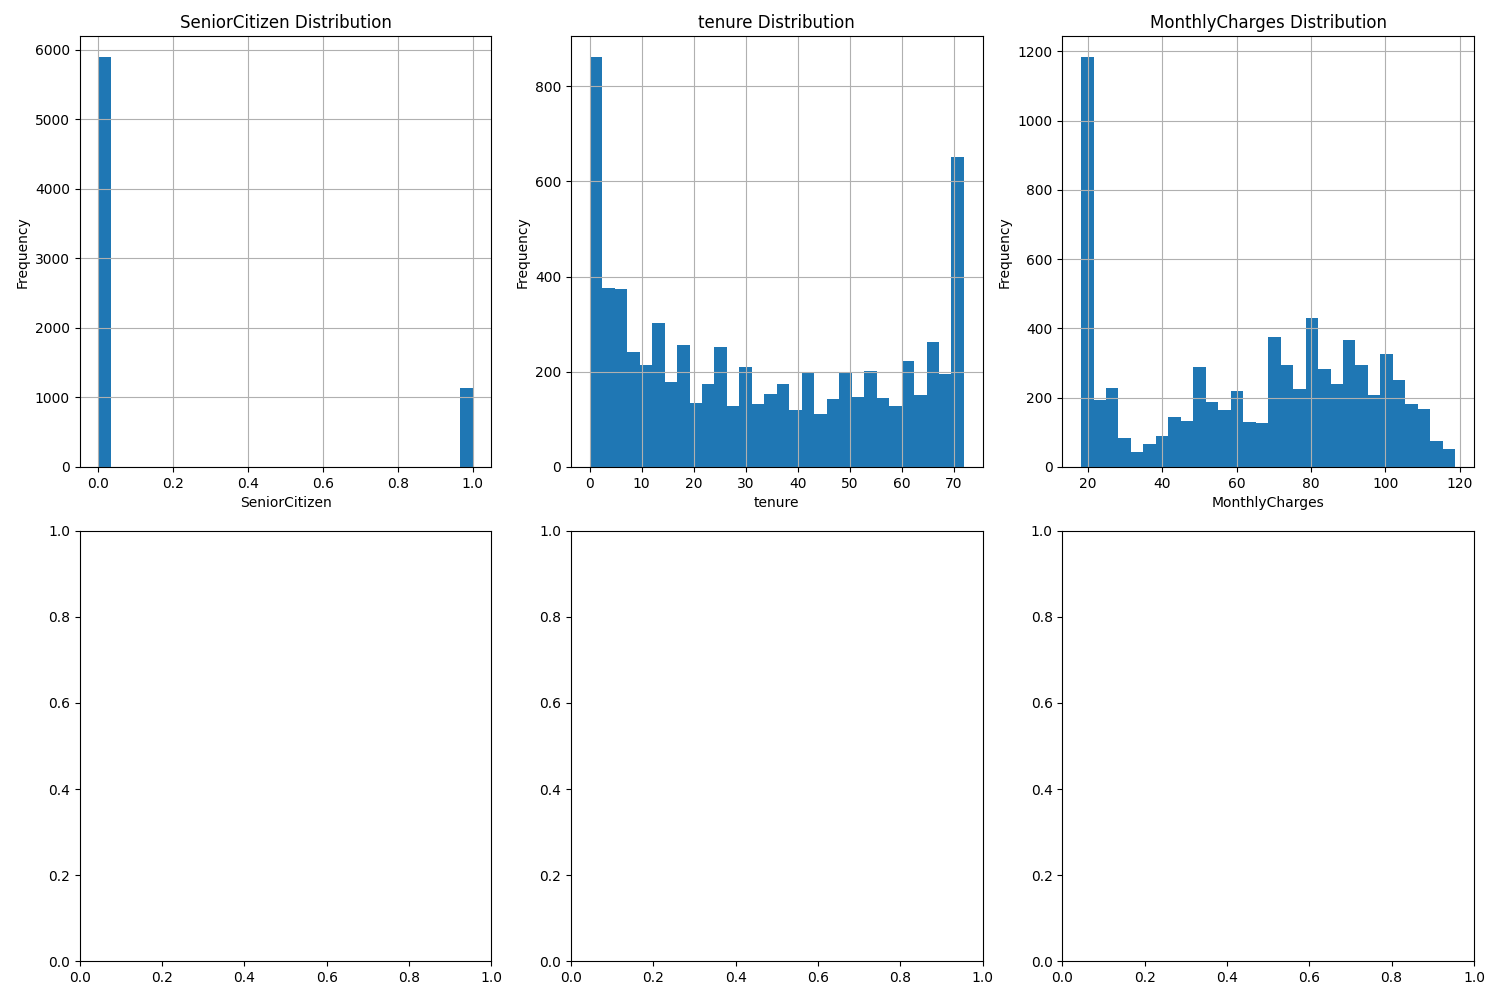 SeniorCitizen Distribution
6000
5000
4000
3000
2000
1000
0
Frequency
0.0 0.2 0.4 0.6 0.8 1.0
SeniorCitizen
tenure Distribution
800
600
400
200
0
Frequency
0 10 20 30 40 50 60 70
tenure
MonthlyCharges Distribution
1200
1000
800
600
400
200
0
Frequency
20 40 60 80 100 120
MonthlyCharges
1.0
0.8
0.6
0.4
0.2
0.0
0.0 0.2 0.4 0.6 0.8 1.0
1.0
0.8
0.6
0.4
0.2
0.0
0.0 0.2 0.4 0.6 0.8 1.0
1.0
0.8
0.6
0.4
0.2
0.0
0.0 0.2 0.4 0.6 0.8 1.0